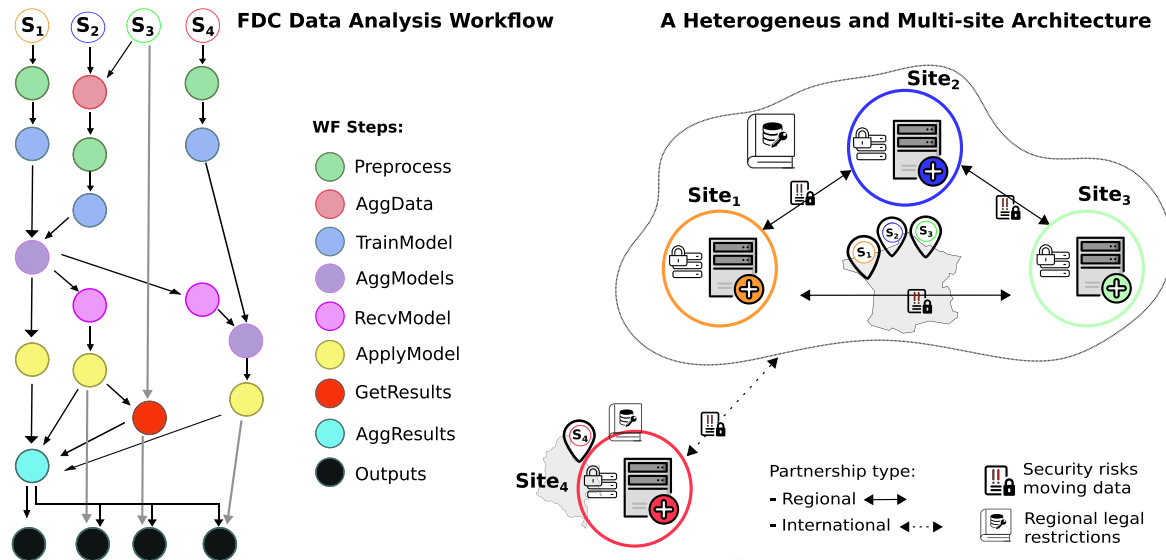 FDC Data Analysis Workflow
S1
S2
S3
S4
WF Steps:
Preprocess
AggData
TrainModel
AggModels
RecvModel
ApplyModel
GetResults
AggResults
Outputs
A Heterogeneus and Multi-site Architecture
Site2
Site1
Site3
S1
S2
S3
S4
Site4
Partnership type:
- Regional
- International
Security risks
moving data
Regional legal
restrictions